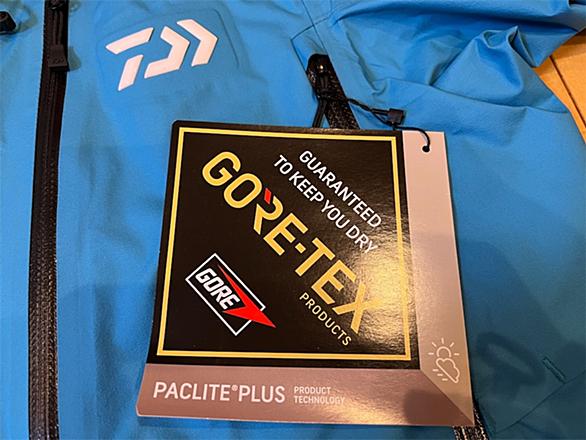 GUARANTEED
TO KEEP YOU DRY
GORE-TEX
PRODUCTS
GORE
PACLITE®PLUS PRODUCT
TECHNOLOGY